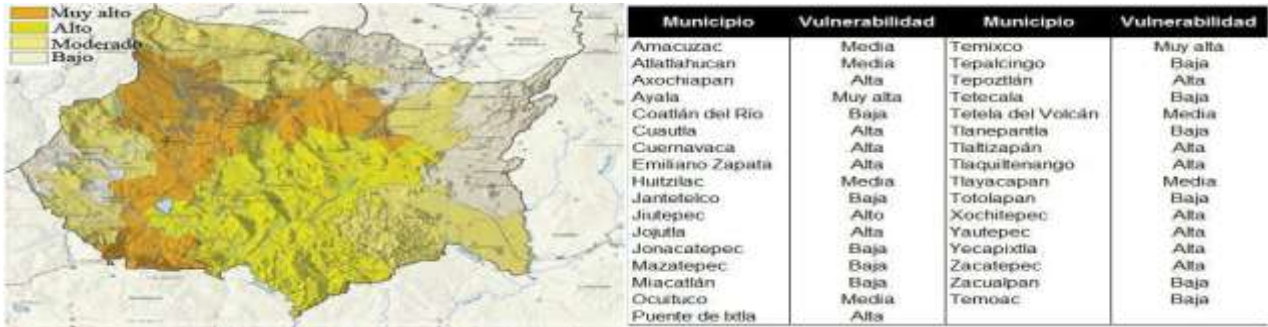 Muy alto
Alto
Moderado
Bajo
Municipio Vulnerabilidad Municipio Vulnerabilidad
Amacuzac Media Temixco Muy alta
Atlatlahucan Media Tepalcingo Baja
Axochiapan Alta Tepoztlán Alta
Ayala Muy alta Tetecala Baja
Coatlán del Río Baja Tetela del Volcán Media
Cuautla Alta Tlanepantla Baja
Cuernavaca Alta Tlaltizapán Alta
Emiliano Zapata Alta Tlaquiltenango Alta
Huitzilac Media Tlayacapan Media
Jantetelco Baja Totolapan Baja
Jiutepec Alto Xochitepec Alta
Jojutla Alta Yautepec Alta
Jonacatepec Baja Yecapixtla Alta
Mazatepec Baja Zacatepec Alta
Miacatlán Baja Zacualpan Baja
Ocuituco Media Temoac Baja
Puente de Ixtla Alta